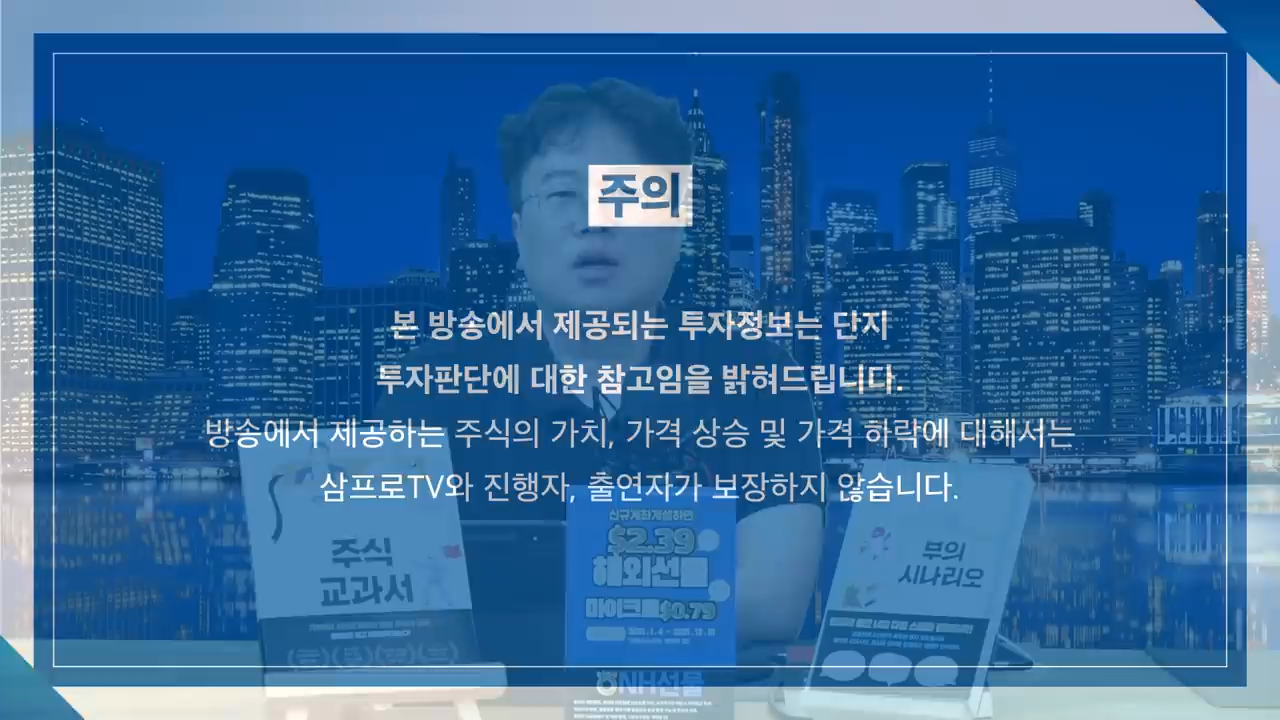 주의
본 방송에서 제공되는 투자정보는 단지
투자판단에 대한 참고임을 밝혀드립니다.
방송에서 제공하는 주식의 가치, 가격 상승 및 가격 하락에 대해서는
삼프로TV와 진행자, 출연자가 보장하지 않습니다.
주식
교과서
신규계좌개설하면
$2.39
해외선물
마이크로$0.79
NH선물
부의
시나리오